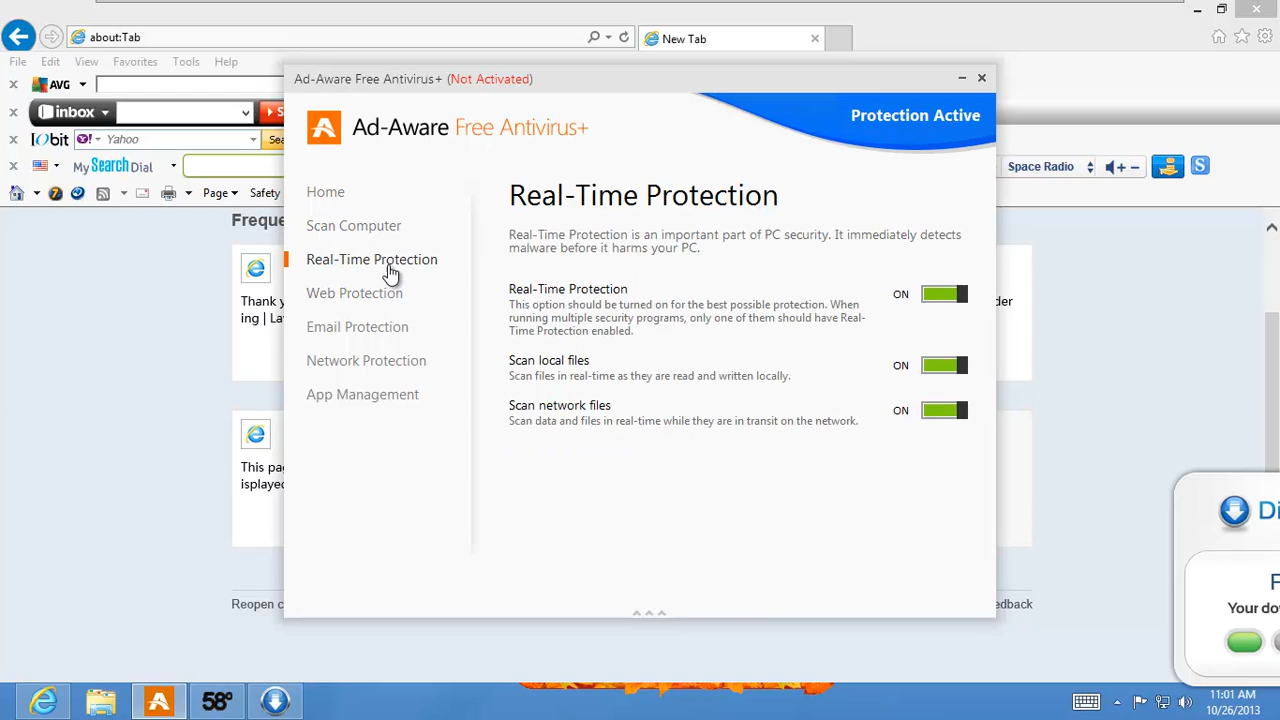 about:Tab
New Tab
File Edit View Favorites Tools Help
AVG
inbox
S
IObit Y! Yahoo Sea
My Search Dial
Space Radio
S
Page Safety
Ad-Aware Free Antivirus+ (Not Activated)
Ad-Aware Free Antivirus+
Protection Active
Home
Scan Computer
Real-Time Protection
Web Protection
Email Protection
Network Protection
App Management
Real-Time Protection
Real-Time Protection is an important part of PC security. It immediately detects
malware before it harms your PC.
Real-Time Protection
This option should be turned on for the best possible protection. When
running multiple security programs, only one of them should have Real-
Time Protection enabled.
ON
Scan local files
Scan files in real-time as they are read and written locally.
ON
Scan network files
Scan data and files in real-time while they are in transit on the network.
ON
Freque
Thank y
ing | Lav
der
This pag
isplayed
Reopen c
edback
Di
F
Your do
58°
11:01 AM
10/26/2013